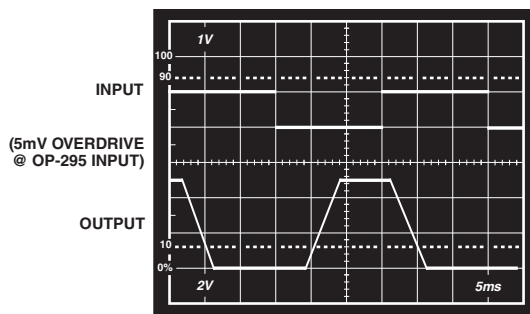 1V
100
90
INPUT
(5mV OVERDRIVE
@ OP-295 INPUT)
OUTPUT
10
0%
2V
5ms